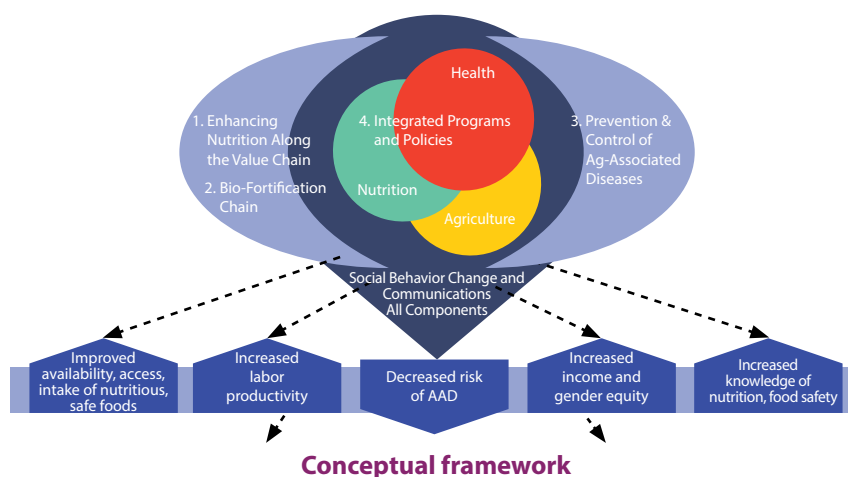 Health
1. Enhancing
Nutrition Along
the Value Chain
2. Bio-Fortification
Chain
4. Integrated Programs
and Policies
3. Prevention &
Control of
Ag-Associated
Diseases
Nutrition
Agriculture
Social Behavior Change and
Communications
All Components
Improved
availability, access,
intake of nutritious,
safe foods
Increased
labor
productivity
Decreased risk
of AAD
Increased
income and
gender equity
Increased
knowledge of
nutrition, food safety
Conceptual framework